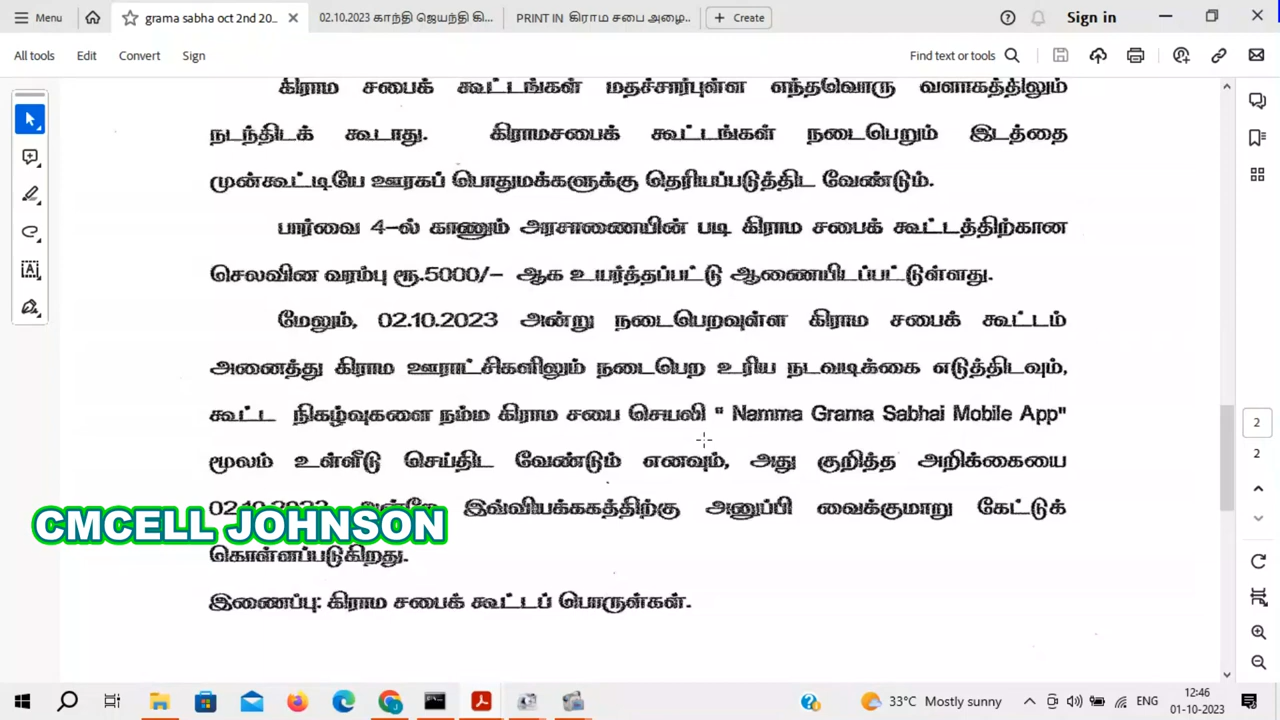 Menu
grama sabha oct 2nd 20...
02.10.2023 காந்தி ஜெயந்தி கி...
PRINT IN கிராம சபை அழை..
Create
Sign in
All tools Edit Convert Sign
Find text or tools
கிராம சபைக் கூட்டங்கள் மதச்சார்புள்ள எந்தவொரு வளாகத்திலும்
நடந்திடக் கூடாது. கிராமசபைக் கூட்டங்கள் நடைபெறும் இடத்தை
முன்கூட்டியே ஊரகப் பொதுமக்களுக்கு தெரியப்படுத்திட வேண்டும்.
பார்வை 4-ல் காணும் அரசாணையின் படி கிராம சபைக் கூட்டத்திற்கான
செலவின வரம்பு ரூ.5000/- ஆக உயர்த்தப்பட்டு ஆணையிடப்பட்டுள்ளது.
மேலும், 02.10.2023 அன்று நடைபெறவுள்ள கிராம சபைக் கூட்டம்
அனைத்து கிராம ஊராட்சிகளிலும் நடைபெற உரிய நடவடிக்கை எடுத்திடவும்,
கூட்ட நிகழ்வுகளை நம்ம கிராம சபை செயலி " Namma Grama Sabhai Mobile App"
மூலம் உள்ளீடு செய்திட வேண்டும் எனவும், அது குறித்த அறிக்கையை
இவ்வியக்ககத்திற்கு அனுப்பி வைக்குமாறு கேட்டுக்
CMCELL JOHNSON
கொள்ளப்படுகிறது.
இணைப்பு: கிராம சபைக் கூட்டப் பொருள்கள்.
2
2
33°C Mostly sunny
ENG
12:46
01-10-2023